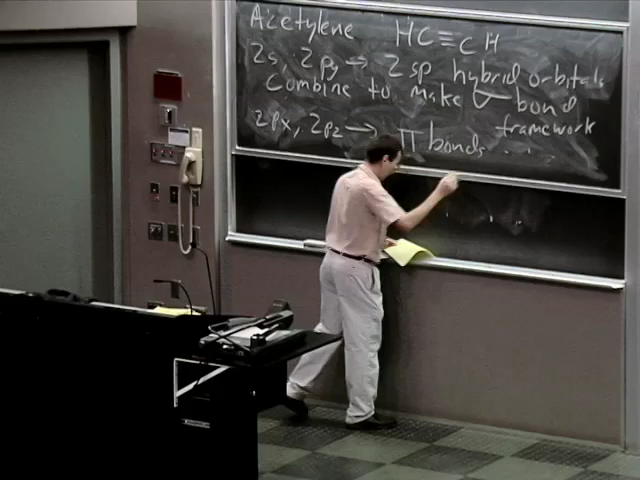 Acetylene HC≡CH
2s, 2py → 2 sp hybrid orbitals
Combine to make σ-bond
framework
2px, 2pz → π bonds . . .